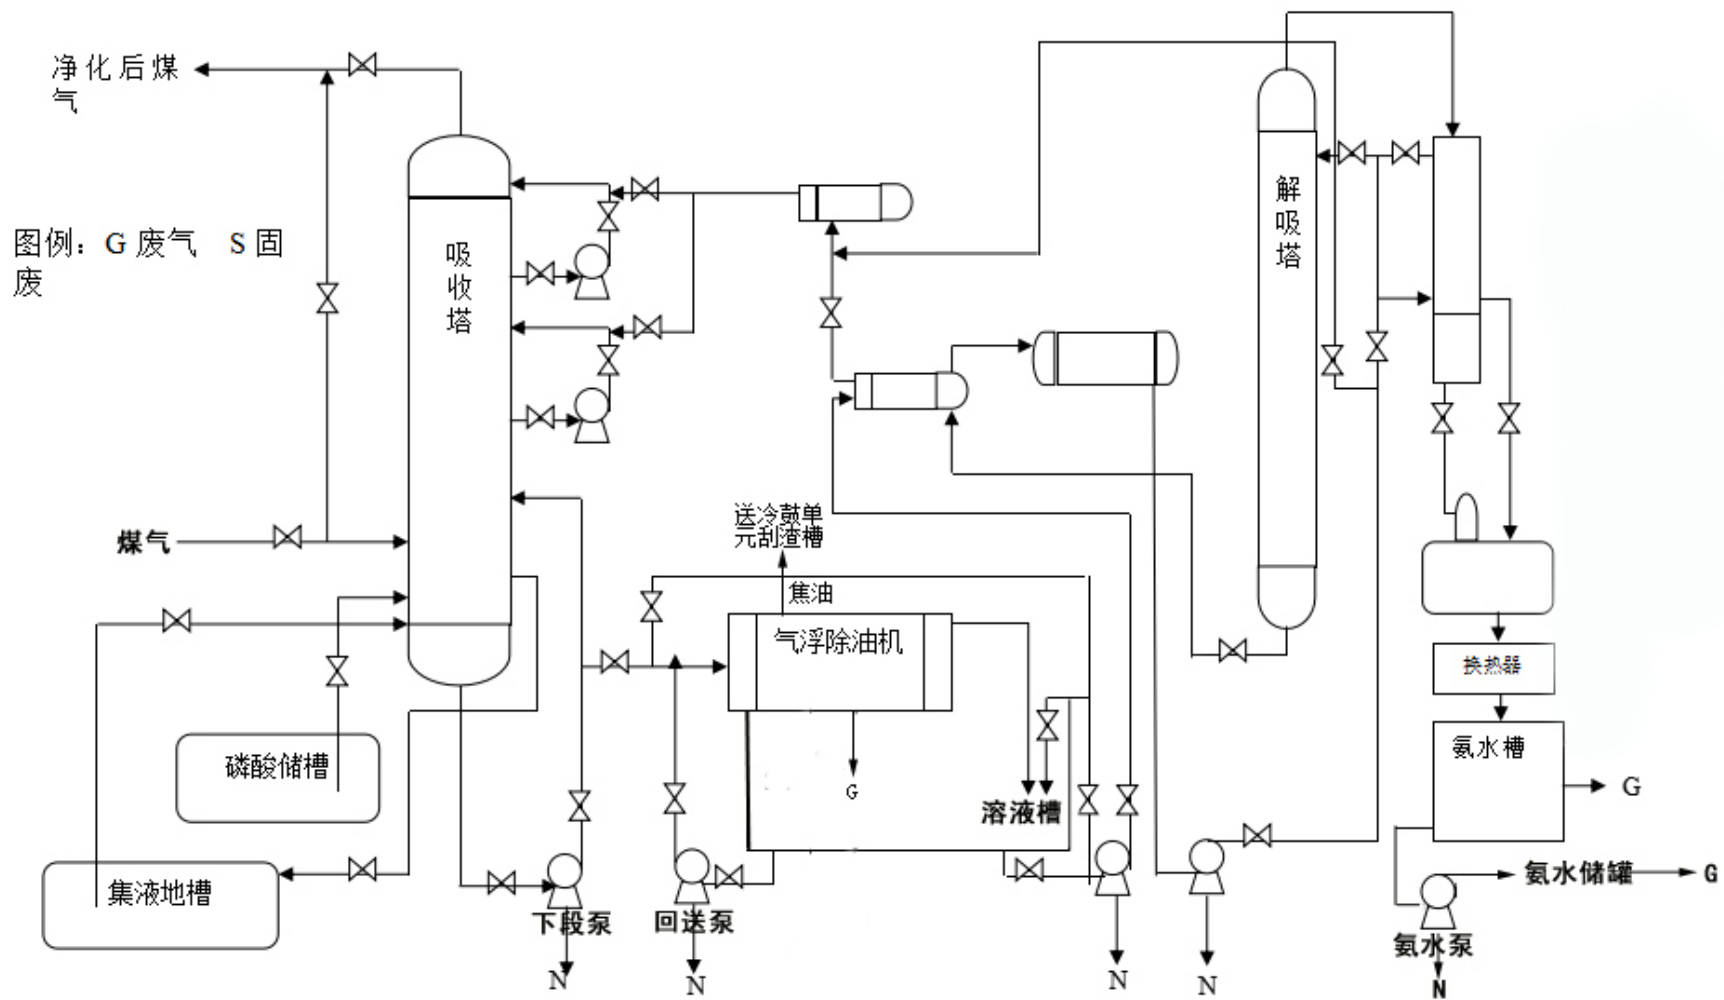 净化后煤
气
图例：G 废气 S 固
废
吸
收
塔
解
吸
塔
煤气
送冷鼓单
元刮渣槽
焦油
气浮除油机
换热器
磷酸储槽
G
溶液槽
氨水槽
G
集液地槽
下段泵
回送泵
氨水储罐
G
氨水泵
N
N
N
N
N